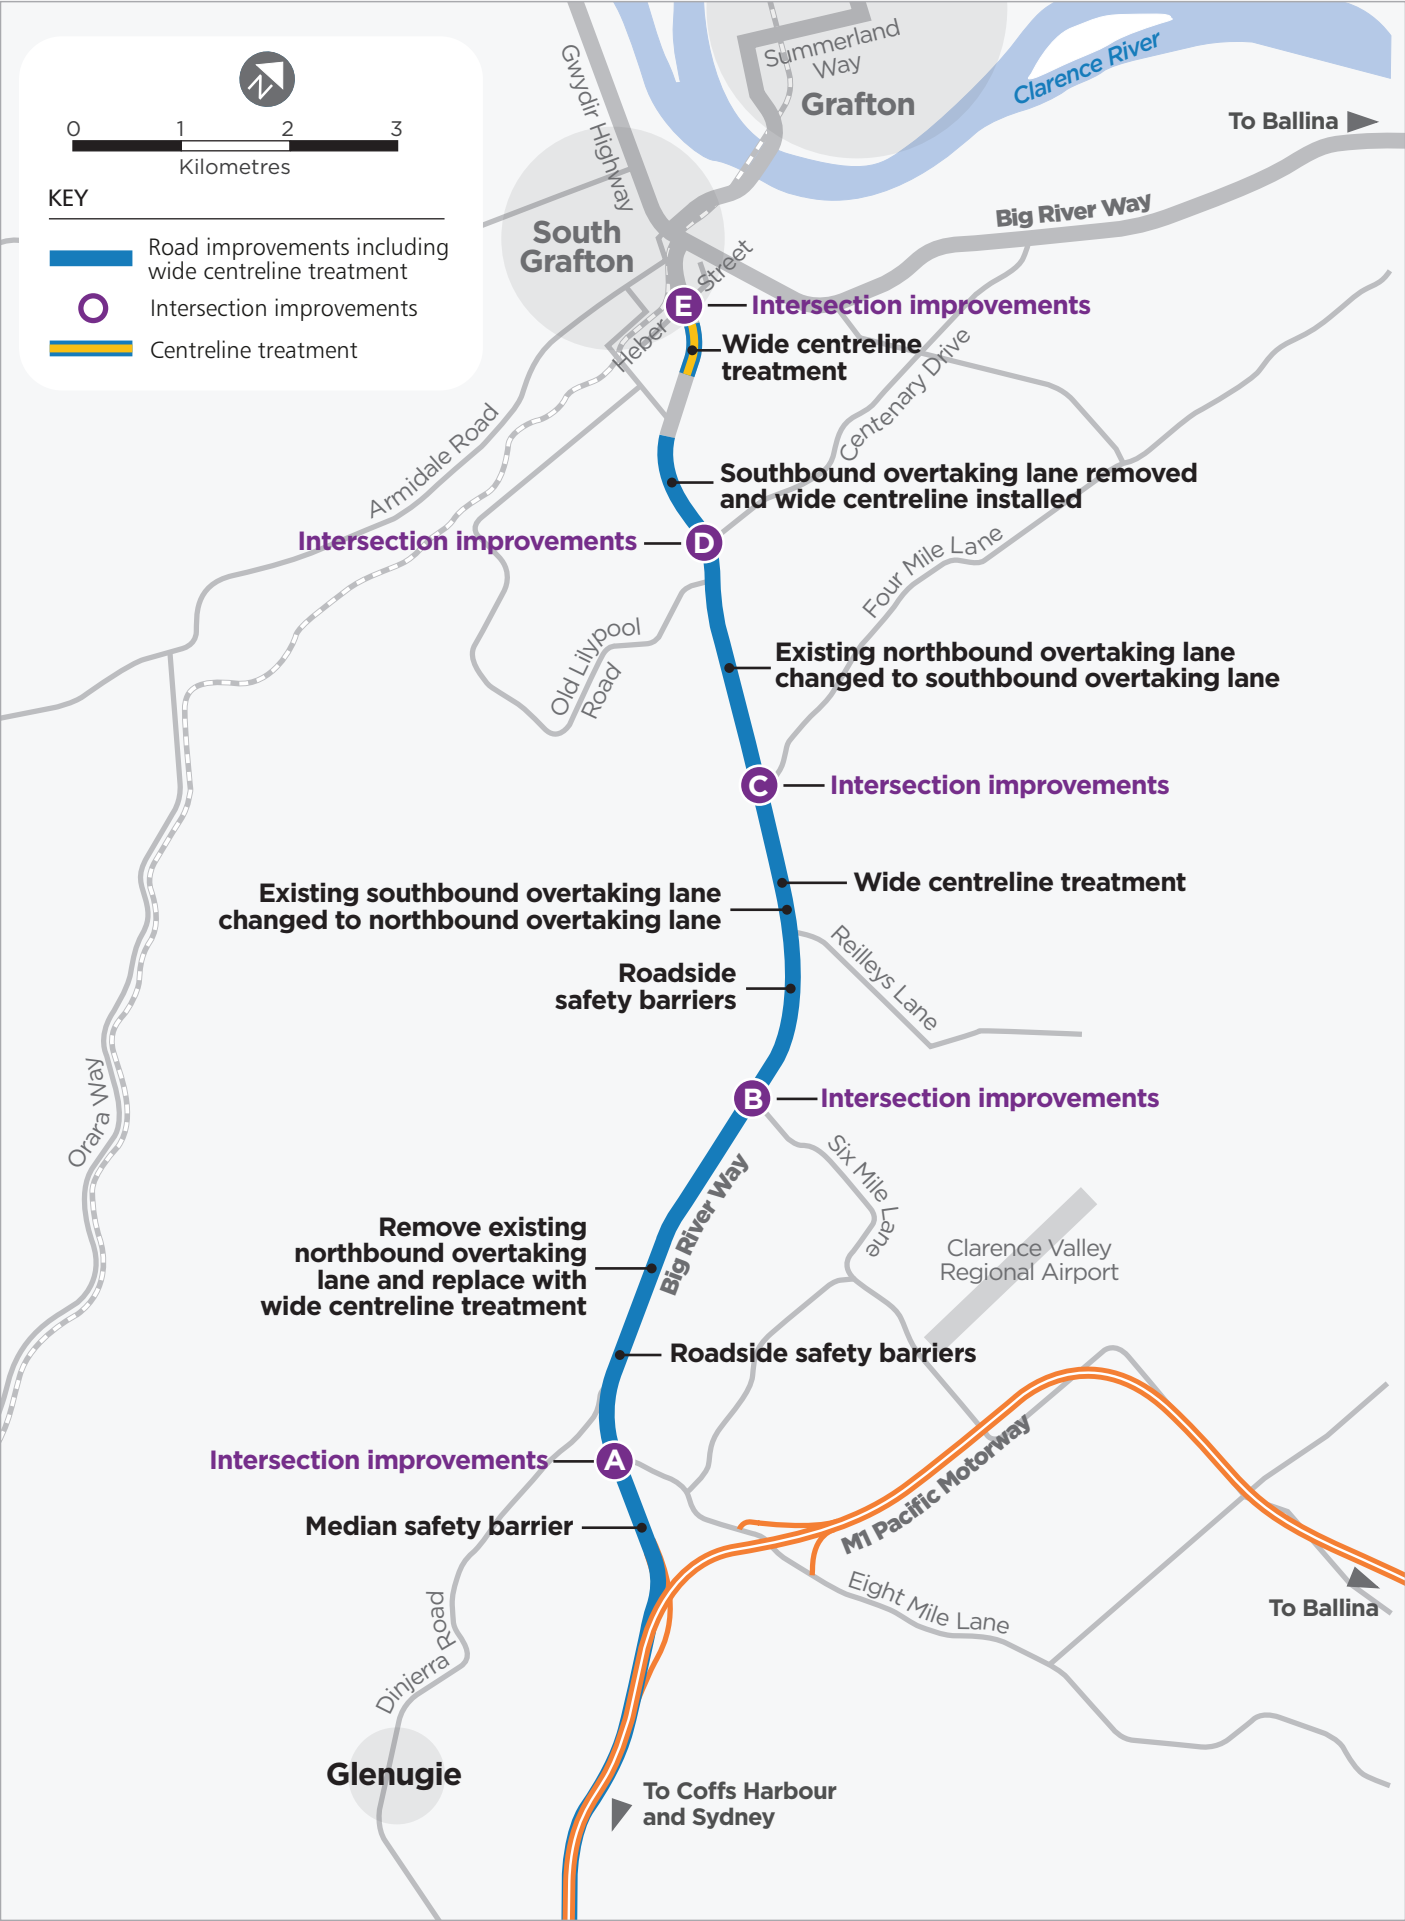 N
0 1 2 3
Kilometres
KEY
Road improvements including
wide centreline treatment
Intersection improvements
Centreline treatment
Gwydir Highway
Summerland
Way
Grafton
Clarence River
To Ballina
Big River Way
South
Grafton
Heber Street
E
Intersection improvements
Wide centreline
treatment
Centenary Drive
Armidale Road
Southbound overtaking lane removed
and wide centreline installed
Intersection improvements
D
Four Mile Lane
Old Lilypool
Road
Existing northbound overtaking lane
changed to southbound overtaking lane
C
Intersection improvements
Wide centreline treatment
Existing southbound overtaking lane
changed to northbound overtaking lane
Reilleys Lane
Roadside
safety barriers
Orara Way
B
Intersection improvements
Six Mile Lane
Big River Way
Remove existing
northbound overtaking
lane and replace with
wide centreline treatment
Clarence Valley
Regional Airport
Roadside safety barriers
Intersection improvements
A
M1 Pacific Motorway
Median safety barrier
Eight Mile Lane
To Ballina
Dinjerra Road
Glenugie
To Coffs Harbour
and Sydney